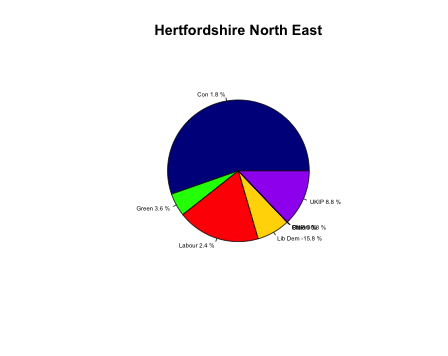 Hertfordshire North East
Con 1.8 %
Green 3.6 %
UKIP 6.8 %
Labour 2.4 %
Lib Dem -15.8 %